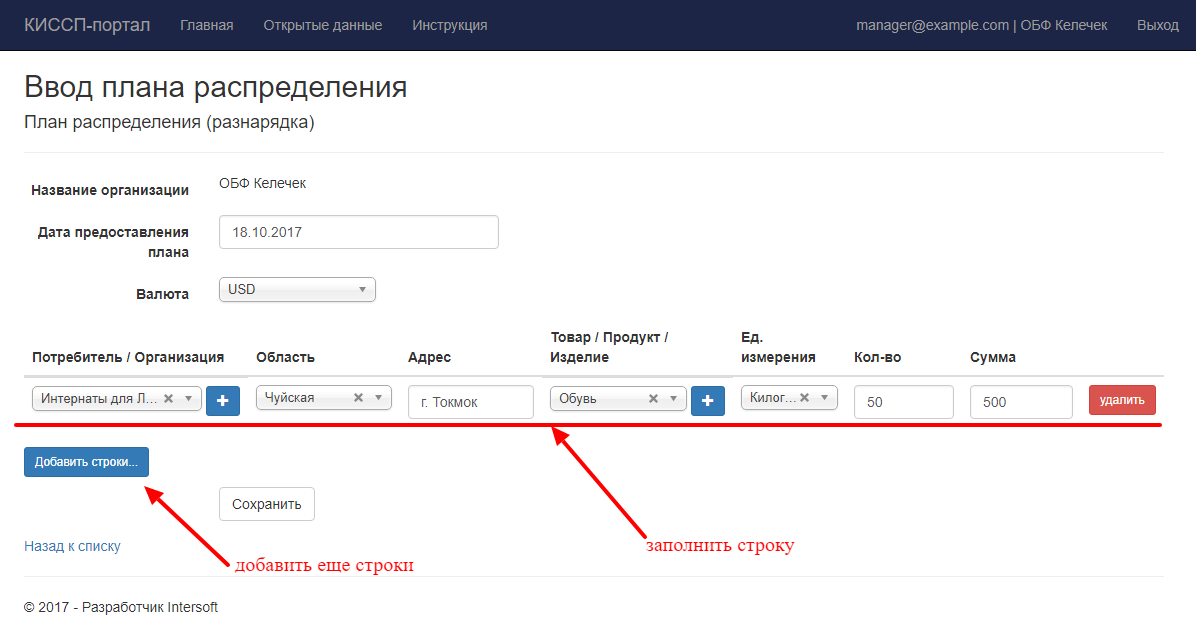 КИССП-портал Главная Открытые данные Инструкция manager@example.com | ОБФ Келечек Выход
Ввод плана распределения
План распределения (разнарядка)
Название организации ОБФ Келечек
Дата предоставления 18.10.2017
плана
Валюта USD
Потребитель / Организация Область Адрес Товар / Продукт / Изделие Ед. измерения Кол-во Сумма
Интернаты для Л... Чуйская г. Токмок Обувь Килог... 50 500 удалить
Добавить строки...
Сохранить
заполнить строку
Назад к списку
добавить еще строки
© 2017 - Разработчик Intersoft